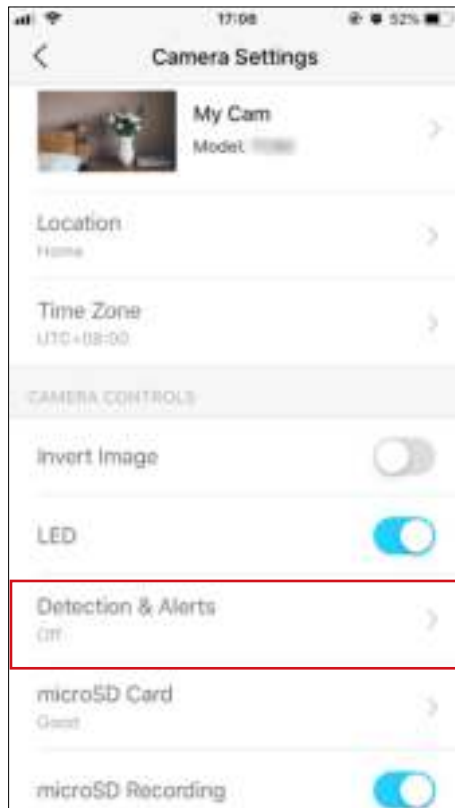 17:08
52%
Camera Settings
My Cam
Model:
Location
Home
Time Zone
UTC+08:00
CAMERA CONTROLS
Invert Image
LED
Detection & Alerts
Off
microSD Card
Good
microSD Recording